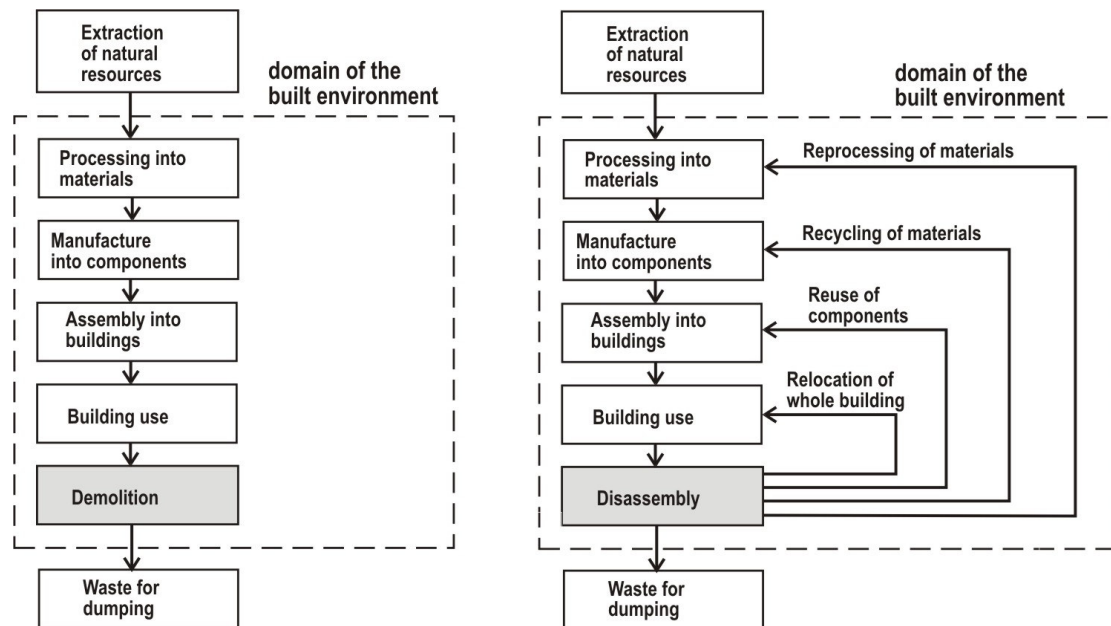 Extraction
of natural
resources
domain of the
built environment
Processing into
materials
Manufacture
into components
Assembly into
buildings
Building use
Demolition
Waste for
dumping
Extraction
of natural
resources
domain of the
built environment
Processing into
materials
Reprocessing of materials
Manufacture
into components
Recycling of materials
Assembly into
buildings
Reuse of
components
Building use
Relocation of
whole building
Disassembly
Waste for
dumping